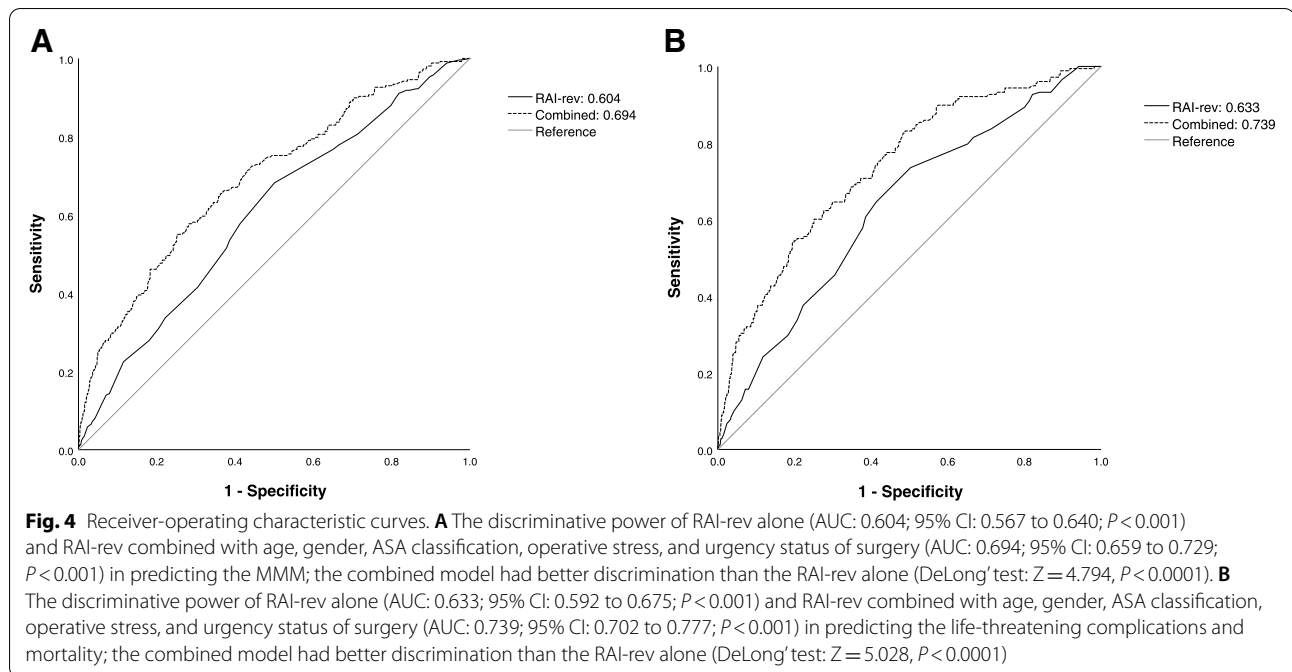 A
1.0
0.8
0.6
0.4
0.2
0.0
Sensitivity
0.0 0.2 0.4 0.6 0.8 1.0
1 - Specificity
RAI-rev: 0.604
Combined: 0.694
Reference
B
1.0
0.8
0.6
0.4
0.2
0.0
Sensitivity
0.0 0.2 0.4 0.6 0.8 1.0
1 - Specificity
RAI-rev: 0.633
Combined: 0.739
Reference
Fig. 4 Receiver-operating characteristic curves. A The discriminative power of RAI-rev alone (AUC: 0.604; 95% CI: 0.567 to 0.640; P < 0.001)
and RAI-rev combined with age, gender, ASA classification, operative stress, and urgency status of surgery (AUC: 0.694; 95% CI: 0.659 to 0.729;
P < 0.001) in predicting the MMM; the combined model had better discrimination than the RAI-rev alone (DeLong’ test: Z = 4.794, P < 0.0001). B
The discriminative power of RAI-rev alone (AUC: 0.633; 95% CI: 0.592 to 0.675; P < 0.001) and RAI-rev combined with age, gender, ASA classification,
operative stress, and urgency status of surgery (AUC: 0.739; 95% CI: 0.702 to 0.777; P < 0.001) in predicting the life-threatening complications and
mortality; the combined model had better discrimination than the RAI-rev alone (DeLong’ test: Z = 5.028, P < 0.0001)